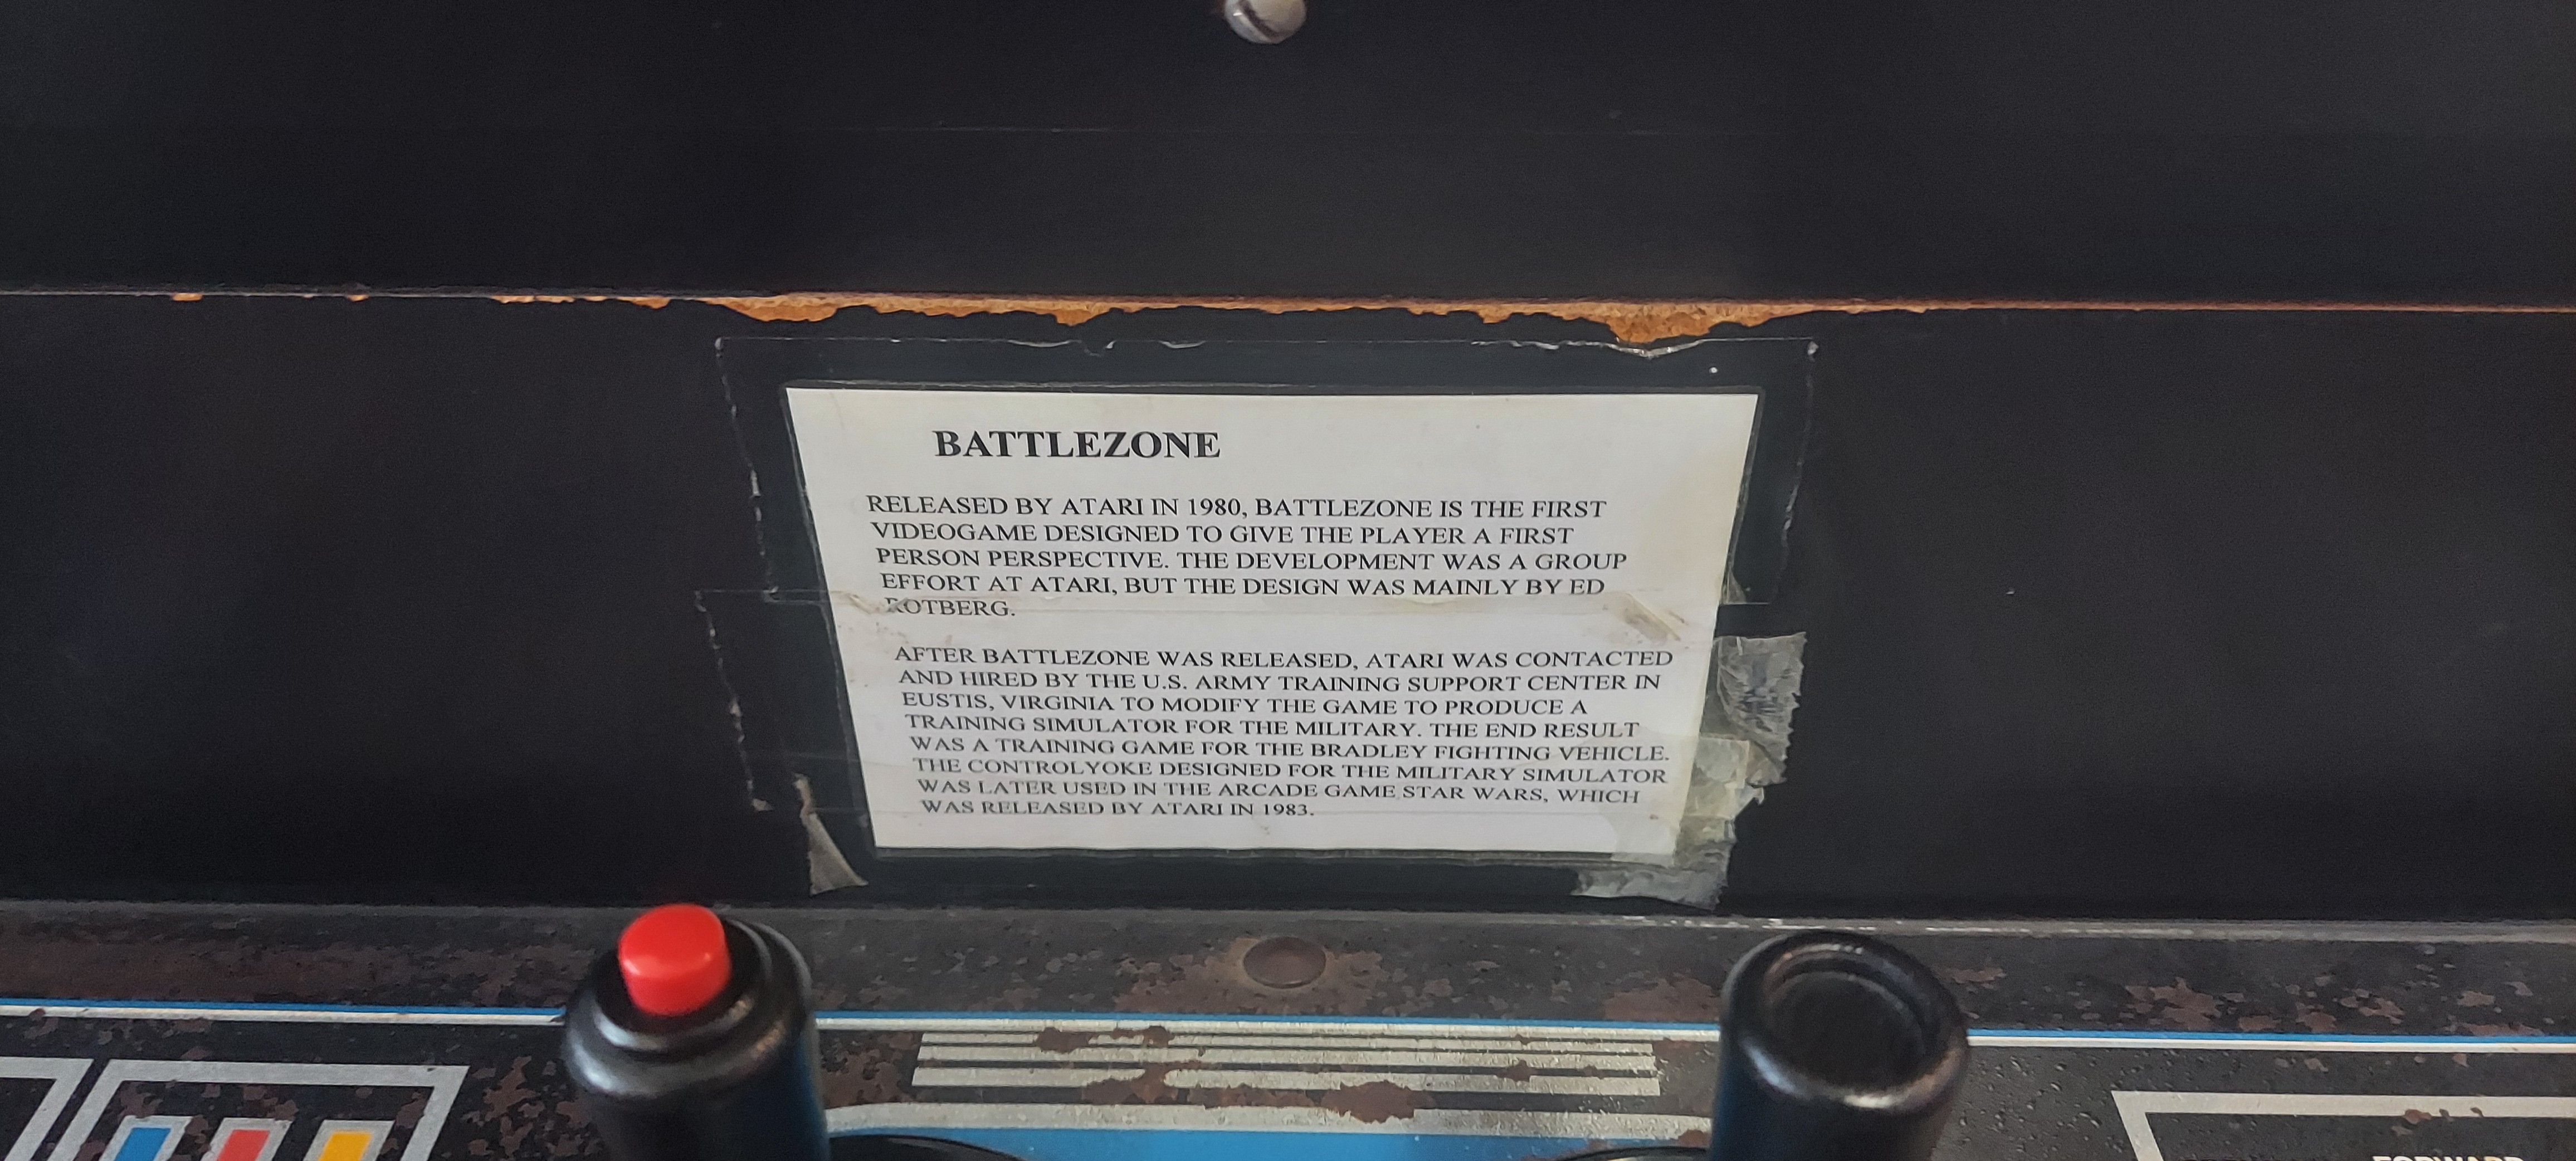 BATTLEZONE
RELEASED BY ATARI IN 1980, BATTLEZONE IS THE FIRST
VIDEOGAME DESIGNED TO GIVE THE PLAYER A FIRST
PERSON PERSPECTIVE. THE DEVELOPMENT WAS A GROUP
EFFORT AT ATARI, BUT THE DESIGN WAS MAINLY BY ED
ROTBERG.
AFTER BATTLEZONE WAS RELEASED, ATARI WAS CONTACTED
AND HIRED BY THE U.S. ARMY TRAINING SUPPORT CENTER IN
EUSTIS, VIRGINIA TO MODIFY THE GAME TO PRODUCE A
TRAINING SIMULATOR FOR THE MILITARY. THE END RESULT
WAS A TRAINING GAME FOR THE BRADLEY FIGHTING VEHICLE.
THE CONTROLYOKE DESIGNED FOR THE MILITARY SIMULATOR
WAS LATER USED IN THE ARCADE GAME STAR WARS, WHICH
WAS RELEASED BY ATARI IN 1983.
FORWARD